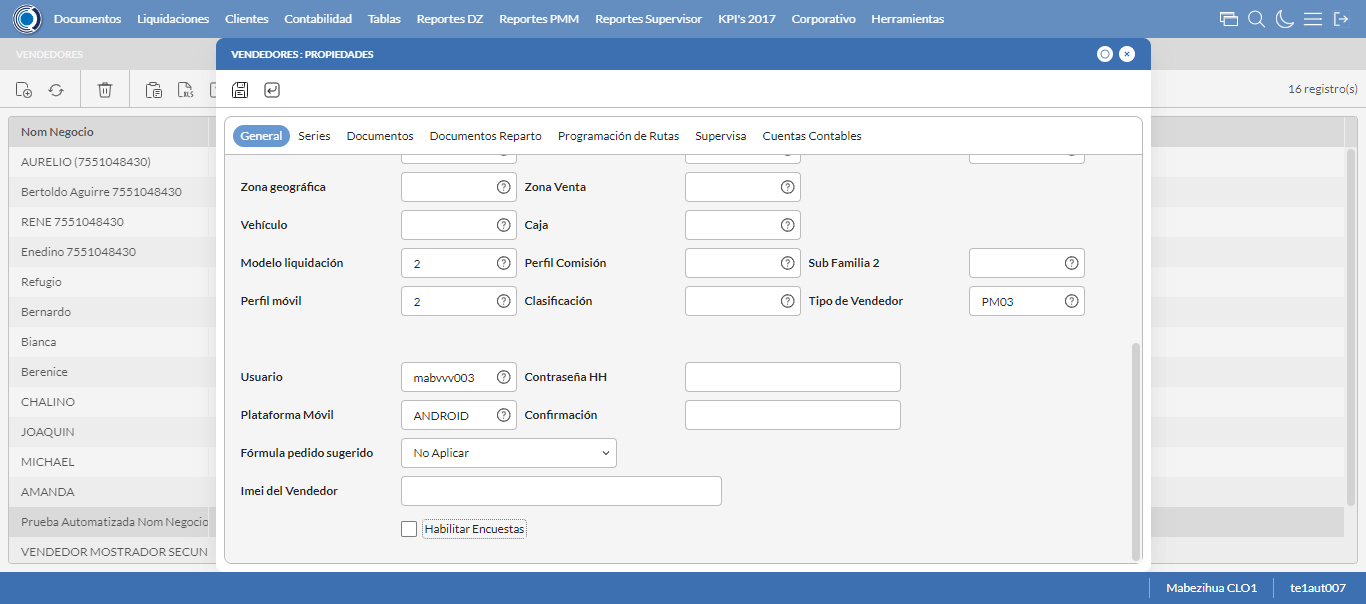 Documentos Liquidaciones Clientes Contabilidad Tablas Reportes DZ Reportes PMM Reportes Supervisor KPI's 2017 Corporativo Herramientas
VENDEDORES
VENDEDORES : PROPIEDADES
XLS
16 registro(s)
General Series Documentos Documentos Reparto Programación de Rutas Supervisa Cuentas Contables
Nom Negocio
AURELIO (7551048430)
Bertoldo Aguirre 7551048430
RENE 7551048430
Enedino 7551048430
Refugio
Bernardo
Bianca
Berenice
CHALINO
JOAQUIN
MICHAEL
AMANDA
Prueba Automatizada Nom Negocio
VENDEDOR MOSTRADOR SECUN
Zona geográfica Zona Venta
Vehículo Caja
Modelo liquidación 2 Perfil Comisión Sub Familia 2
Perfil móvil 2 Clasificación Tipo de Vendedor PM03
Usuario mabvvv003 Contraseña HH
Plataforma Móvil ANDROID Confirmación
Fórmula pedido sugerido No Aplicar
Imei del Vendedor
Habilitar Encuestas
Mabezihua CLO1 te1aut007